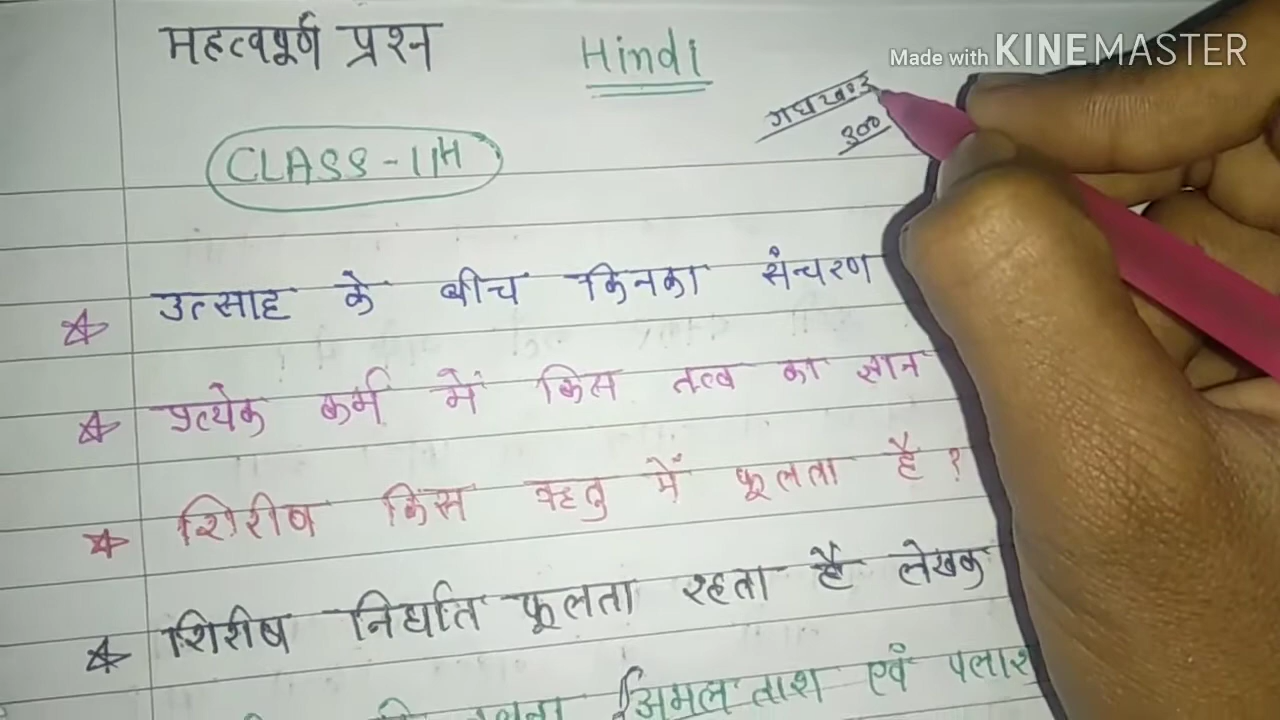 महत्वपूर्ण प्रश्न
Hindi
Made with KINEMASTER
गद्यखण्ड
CLASS-11th
उत्साह के बीच किनका संचरण
प्रत्येक कर्म में किस तत्व का
शिरीष किस ऋतु में फूलता है ?
शिरीष निर्घात फूलता रहता है लेखक
अमलताश एवं पलाश